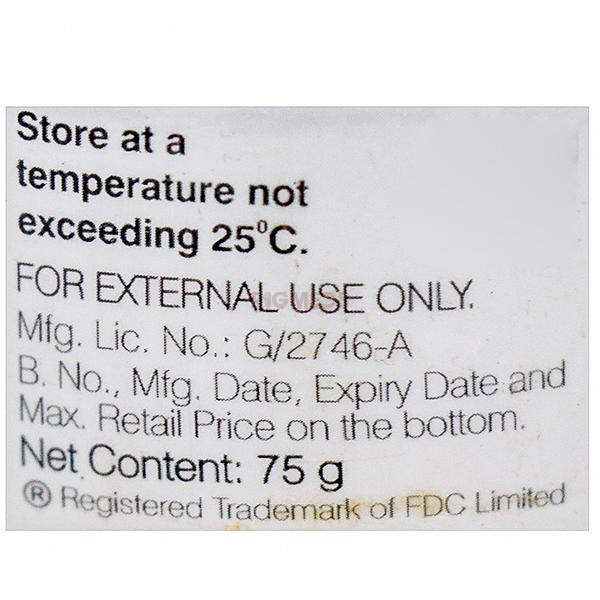 Store at a
temperature not
exceeding 25⁰C.
FOR EXTERNAL USE ONLY.
Mfg. Lic. No.: G/2746-A
B. No., Mfg. Date, Expiry Date and
Max. Retail Price on the bottom.
Net Content: 75 g
® Registered Trademark of FDC Limited